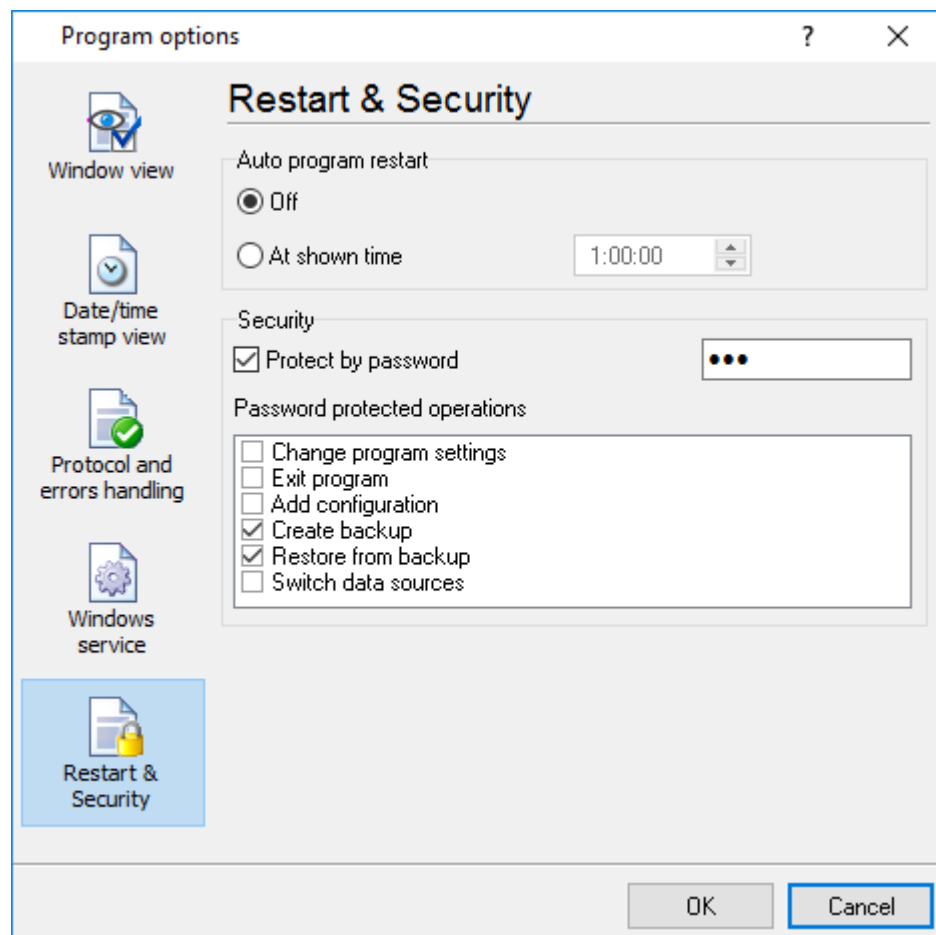 Program options
?
Window view
Date/time
stamp view
Protocol and
errors handling
Windows
service
Restart &
Security
Restart & Security
Auto program restart
Off
At shown time
1:00:00
Security
Protect by password
●●●
Password protected operations
Change program settings
Exit program
Add configuration
Create backup
Restore from backup
Switch data sources
OK
Cancel